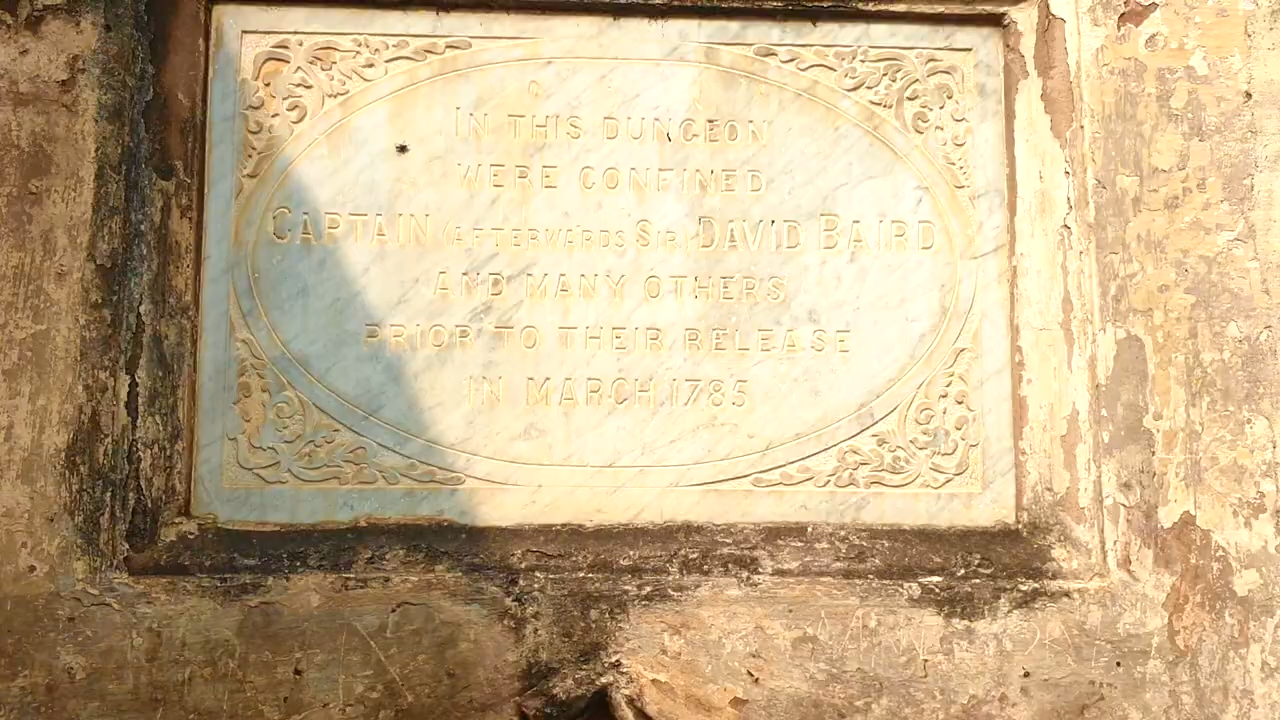 IN THIS DUNGEON
WERE CONFINED
CAPTAIN (AFTERWARDS SIR) DAVID BAIRD
AND MANY OTHERS
PRIOR TO THEIR RELEASE
IN MARCH 1785